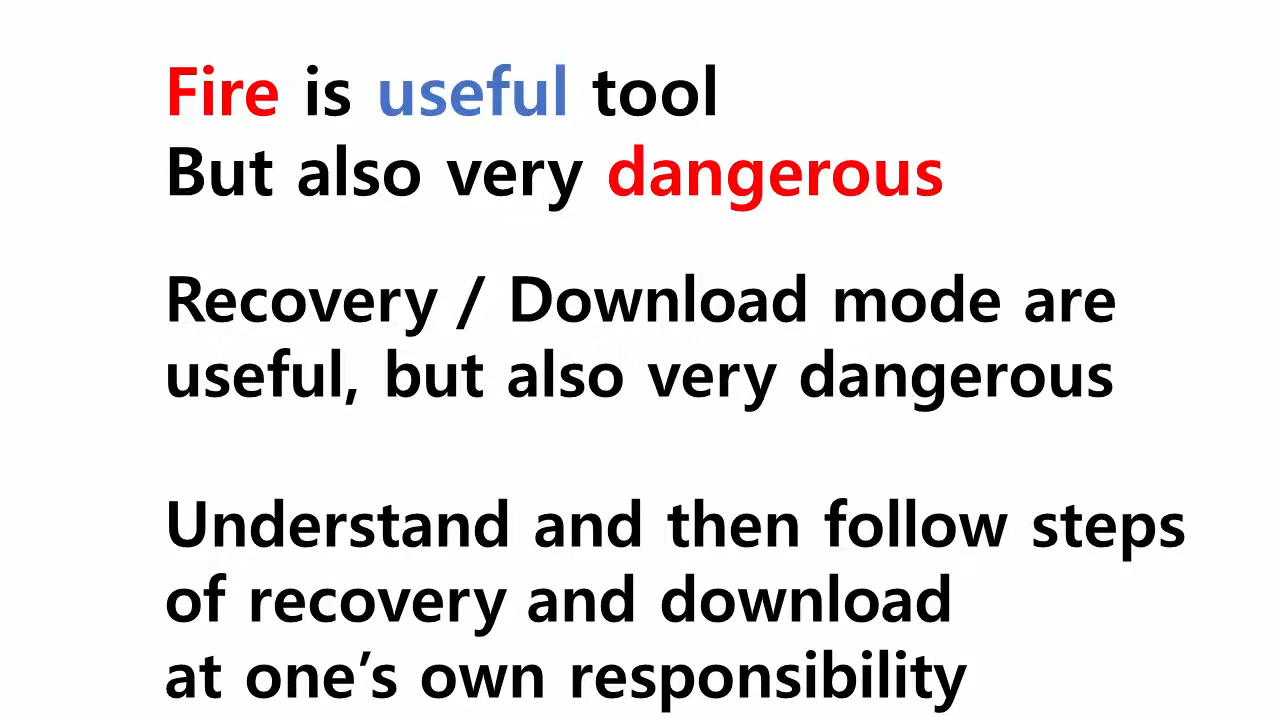 Fire is useful tool
But also very dangerous
Recovery / Download mode are
useful, but also very dangerous
Understand and then follow steps
of recovery and download
at one’s own responsibility